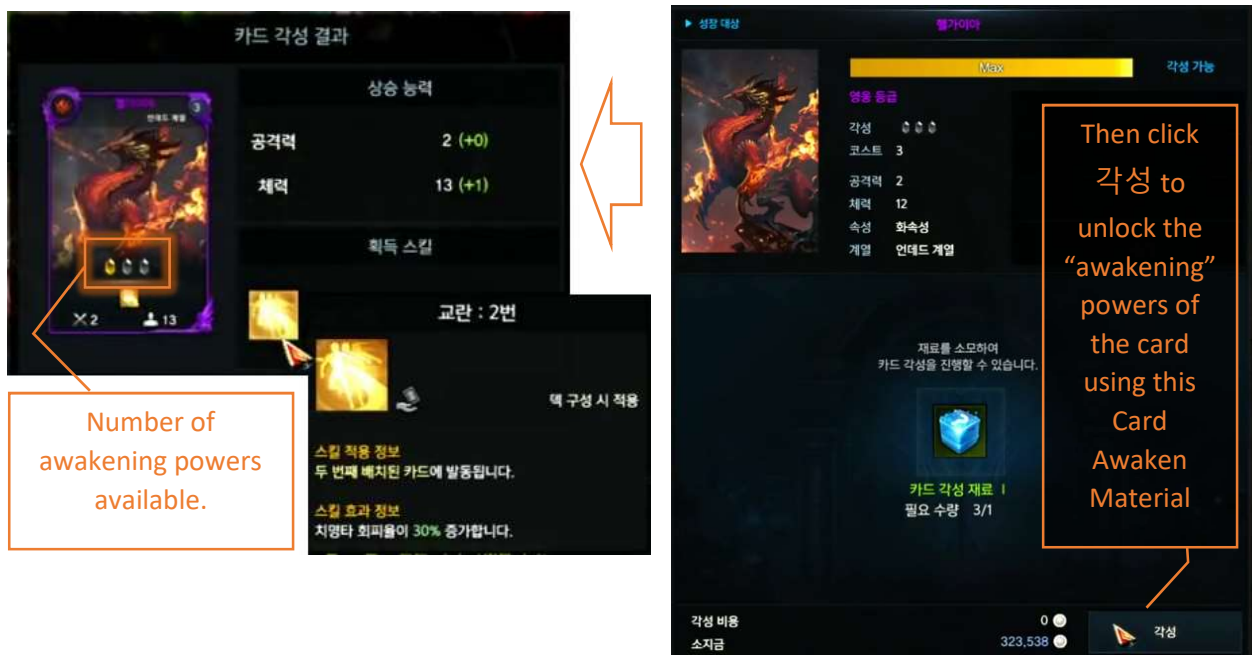 카드 각성 결과
헬가이아
3
언데드 계열
상승 능력
공격력 2 (+0)
체력 13 (+1)
획득 스킬
2 13
교란 : 2번
덱 구성 시 적용
스킬 적용 정보
두 번째 배치된 카드에 발동됩니다.
스킬 효과 정보
치명타 회피율이 30% 증가합니다.
Number of
awakening powers
available.
성장 대상
헬가이아
Max
각성 가능
영웅 등급
각성
코스트 3
공격력 2
체력 12
속성 화속성
계열 언데드 계열
재료를 소모하여
카드 각성을 진행할 수 있습니다.
카드 각성 재료 I
필요 수량 3/1
각성 비용 0
소지금 323,538
각성
Then click
각성 to
unlock the
“awakening”
powers of
the card
using this
Card
Awaken
Material